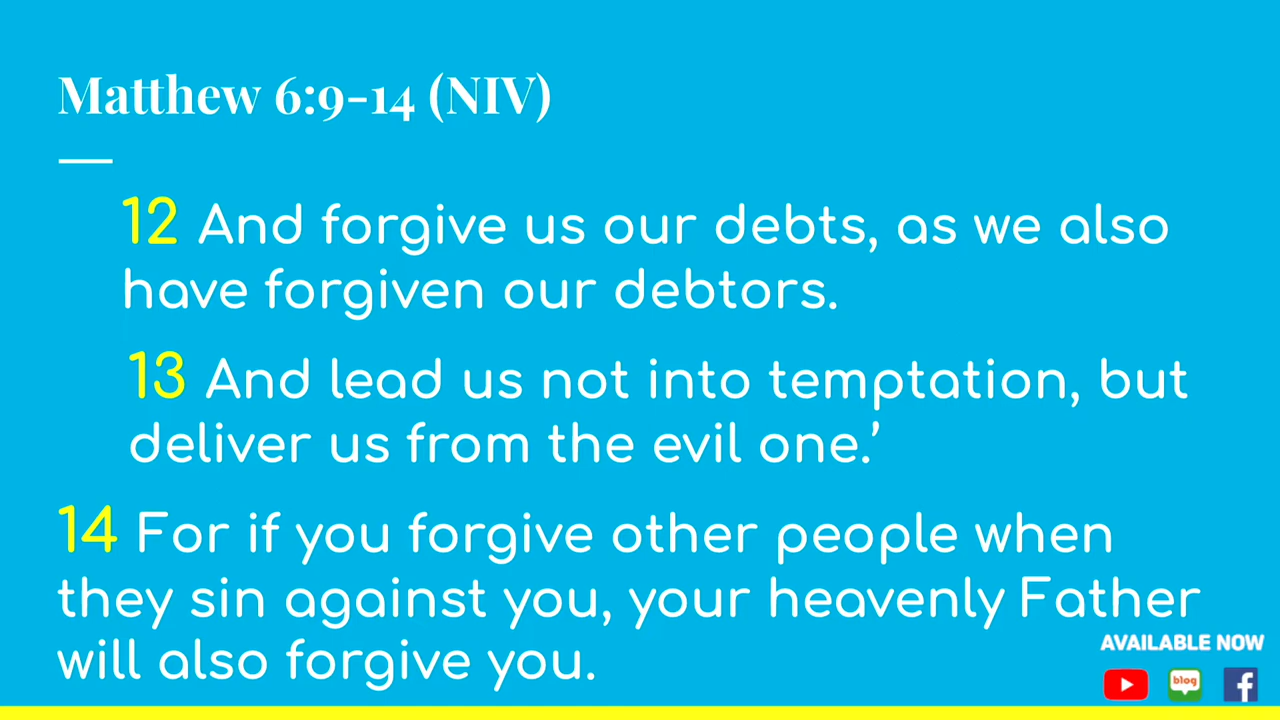 Matthew 6:9-14 (NIV)
12 And forgive us our debts, as we also
have forgiven our debtors.
13 And lead us not into temptation, but
deliver us from the evil one.’
14 For if you forgive other people when
they sin against you, your heavenly Father
will also forgive you.
AVAILABLE NOW
blog